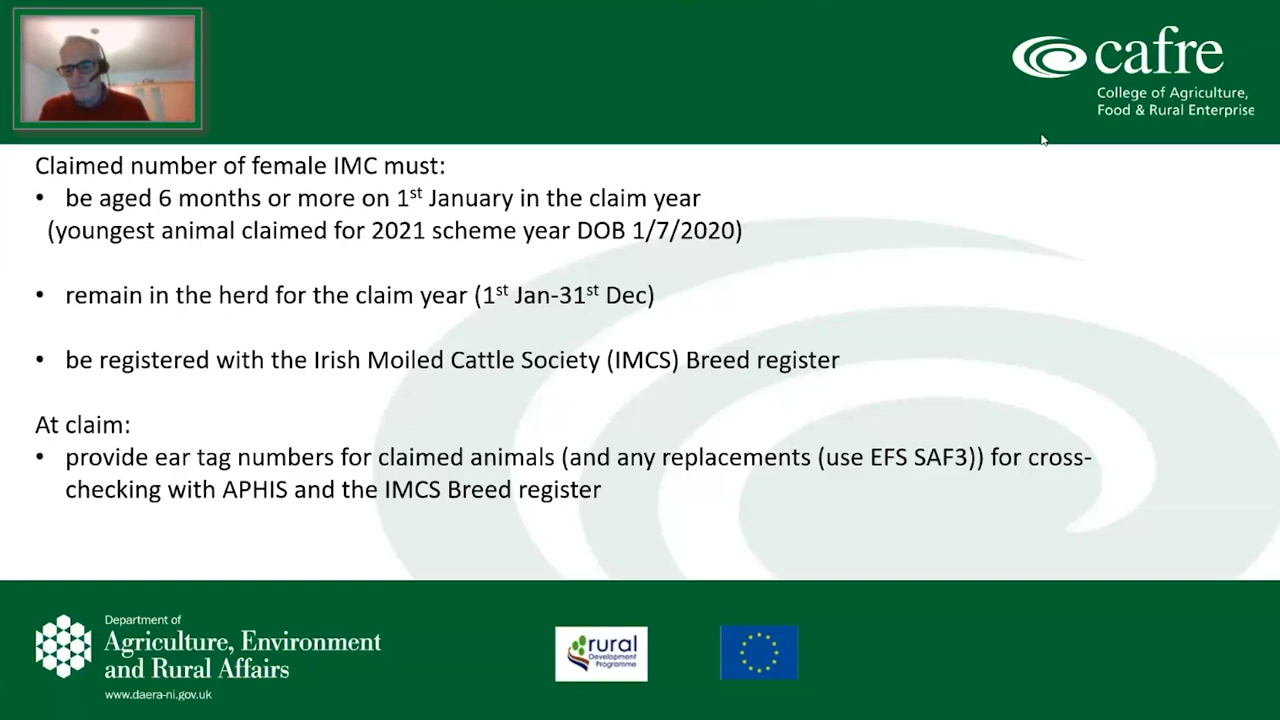 cafre
College of Agriculture,
Food & Rural Enterprise
Claimed number of female IMC must:
• be aged 6 months or more on 1st January in the claim year
(youngest animal claimed for 2021 scheme year DOB 1/7/2020)
• remain in the herd for the claim year (1st Jan-31st Dec)
• be registered with the Irish Moiled Cattle Society (IMCS) Breed register
At claim:
• provide ear tag numbers for claimed animals (and any replacements (use EFS SAF3)) for cross-
checking with APHIS and the IMCS Breed register
Department of
Agriculture, Environment
and Rural Affairs
www.daera-ni.gov.uk
rural
Development
Programme